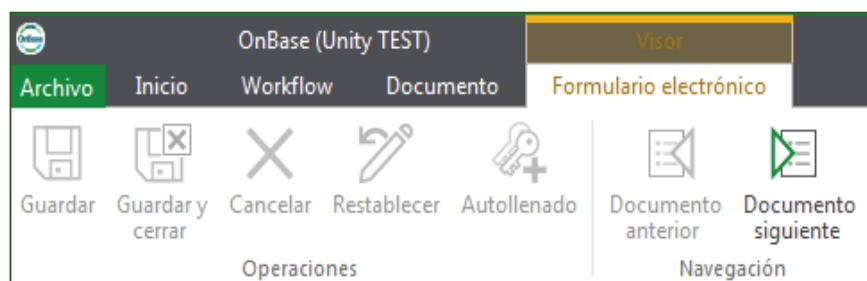 OnBase
OnBase (Unity TEST)
Visor
Archivo
Inicio
Workflow
Documento
Formulario electrónico
Guardar
Guardar y
cerrar
Cancelar
Restablecer
Autollenado
Documento
anterior
Documento
siguiente
Operaciones
Navegación